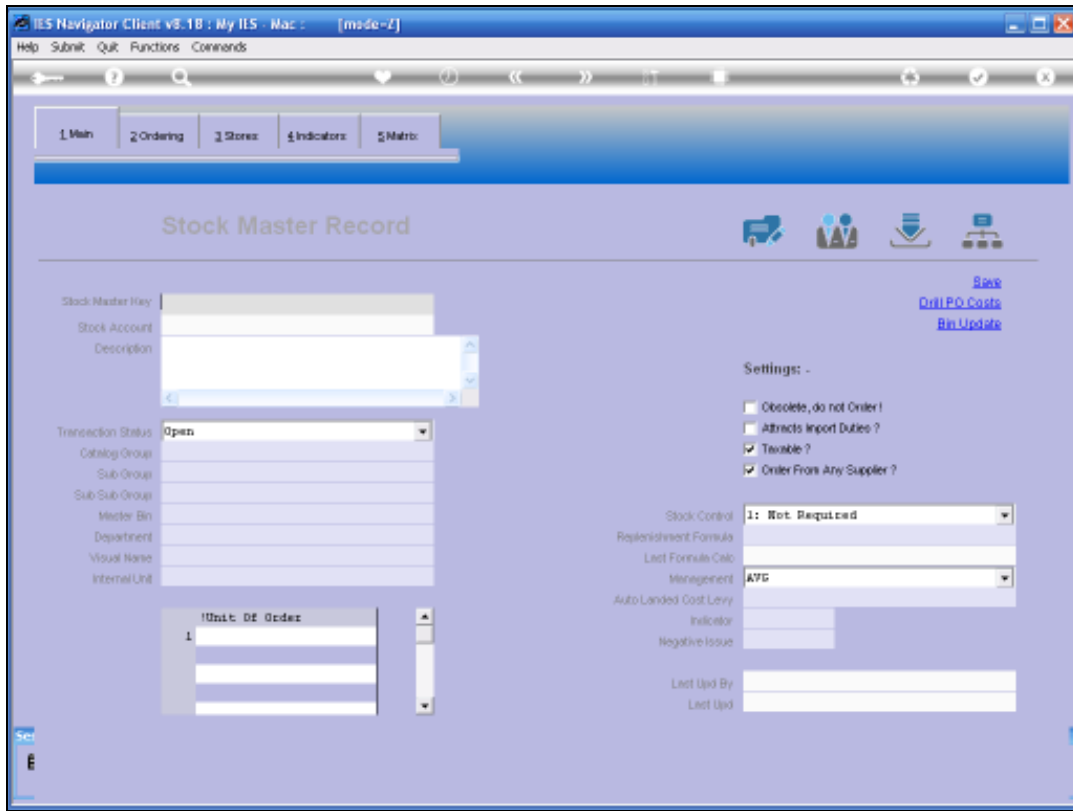 IES Navigator Client v8.18 : My IES - Mac : [mode=Z]
Help Submit Quit Functions Commands
1 Main 2 Ordering 3 Stores 4 Indicators 5 Matrix
Stock Master Record
Save
Drill PO Costs
Bin Update
Stock Master Key
Stock Account
Description
Settings: -
Obsolete, do not Order !
Attracts Import Duties ?
Taxable ?
Order From Any Supplier ?
Transaction Status Open
Catalog Group
Sub Group
Sub Sub Group
Master Bin
Department
Visual Name
Internal Unit
Stock Control 1: Not Required
Replenishment Formula
Last Formula Calc
Management AVG
Auto Landed Cost Levy
Indicator
Negative Issue
!Unit Of Order
1
Last Upd By
Last Upd